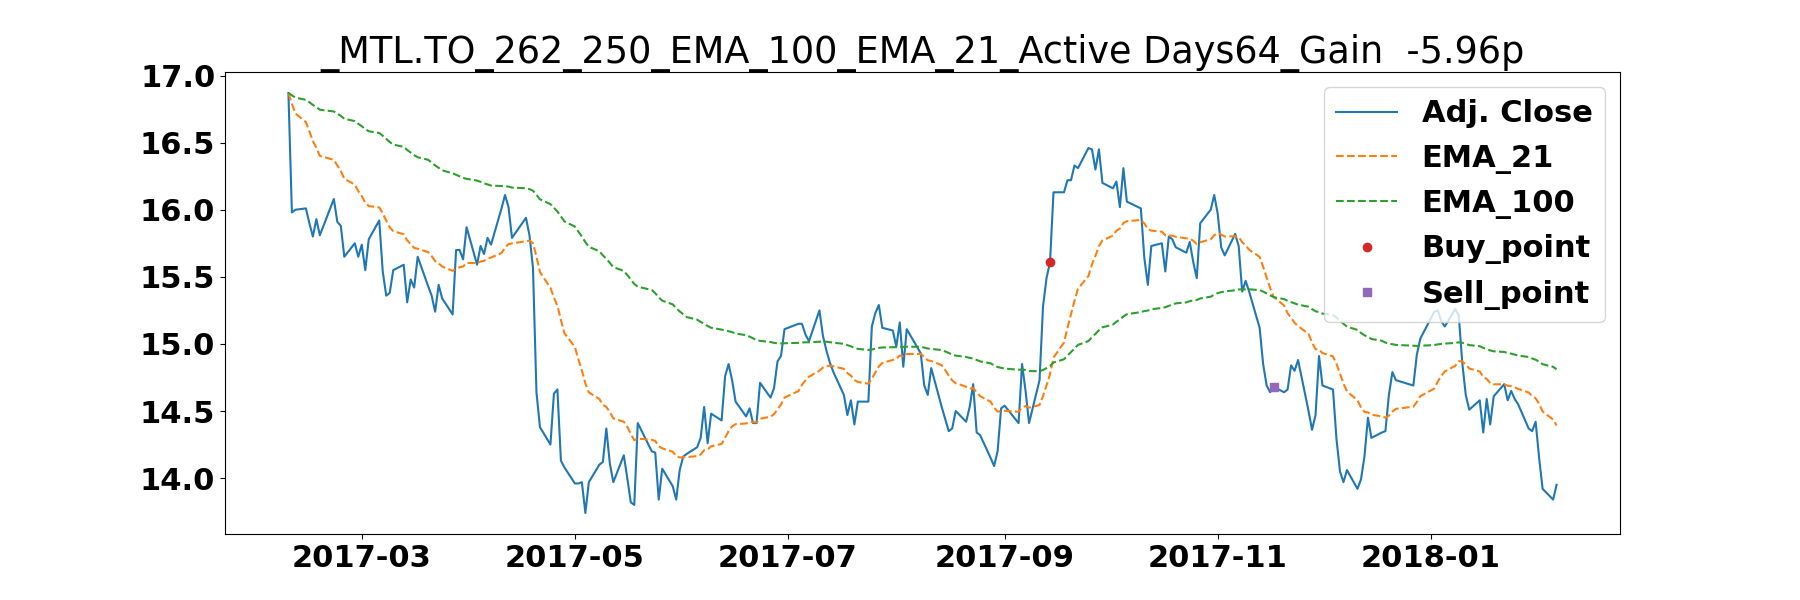 _MTL.TO_262_250_EMA_100_EMA_21_Active Days64_Gain  -5.96p
17.0
16.5
16.0
15.5
15.0
14.5
14.0
Adj. Close
EMA_21
EMA_100
Buy_point
Sell_point
2017-03 2017-05 2017-07 2017-09 2017-11 2018-01